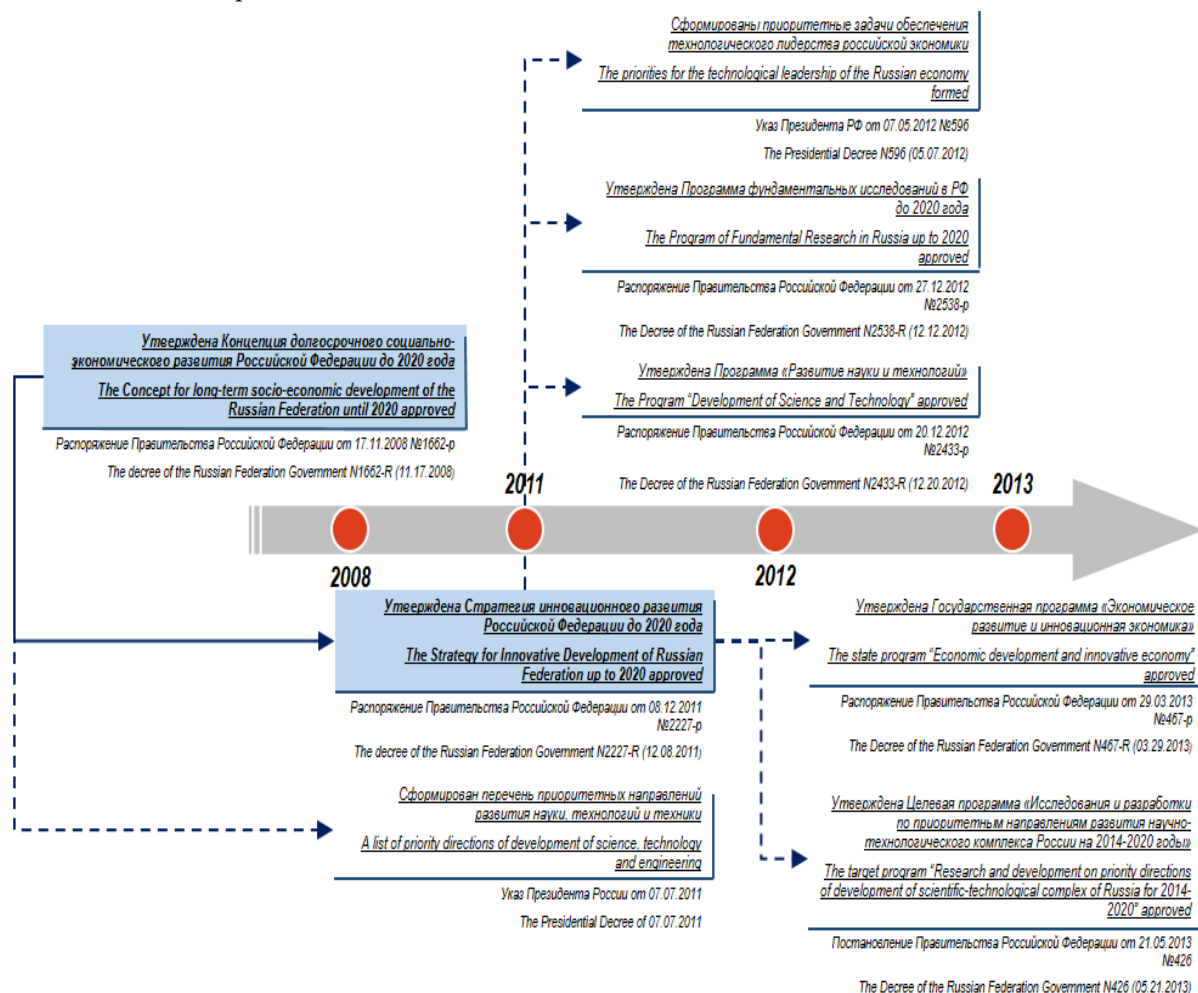 Сформированы приоритетные задачи обеспечения
технологического лидерства российской экономики
The priorities for the technological leadership of the Russian economy
formed
Указ Президента РФ от 07.05.2012 №596
The Presidential Decree N596 (05.07.2012)
Утверждена Программа фундаментальных исследований в РФ
до 2020 года
The Program of Fundamental Research in Russia up to 2020
approved
Распоряжение Правительства Российской Федерации от 27.12.2012
№2538-р
The Decree of the Russian Federation Government N2538-R (12.12.2012)
Утверждена Программа «Развитие науки и технологий»
The Program "Development of Science and Technology" approved
Распоряжение Правительства Российской Федерации от 20.12.2012
№2433-р
The Decree of the Russian Federation Government N2433-R (12.20.2012)
Утверждена Концепция долгосрочного социально-
экономического развития Российской Федерации до 2020 года
The Concept for long-term socio-economic development of the
Russian Federation until 2020 approved
Распоряжение Правительства Российской Федерации от 17.11.2008 №1662-р
The decree of the Russian Federation Government N1662-R (11.17.2008)
2011
2013
2008
2012
Утверждена Стратегия инновационного развития
Российской Федерации до 2020 года
The Strategy for Innovative Development of Russian
Federation up to 2020 approved
Распоряжение Правительства Российской Федерации от 08.12.2011
№2227-р
The decree of the Russian Federation Government N2227-R (12.08.2011)
Сформирован перечень приоритетных направлений
развития науки, технологий и техники
A list of priority directions of development of science, technology
and engineering
Указ Президента России от 07.07.2011
The Presidential Decree of 07.07.2011
Утверждена Государственная программа «Экономическое
развитие и инновационная экономика»
The state program "Economic development and innovative economy"
approved
Распоряжение Правительства Российской Федерации от 29.03.2013
№467-р
The Decree of the Russian Federation Government N467-R (03.29.2013)
Утверждена Целевая программа «Исследования и разработки
по приоритетным направлениям развития научно-
технологического комплекса России на 2014-2020 годы»
The target program "Research and development on priority directions
of development of scientific-technological complex of Russia for 2014-
2020" approved
Постановление Правительства Российской Федерации от 21.05.2013
№426
The Decree of the Russian Federation Government N426 (05.21.2013)